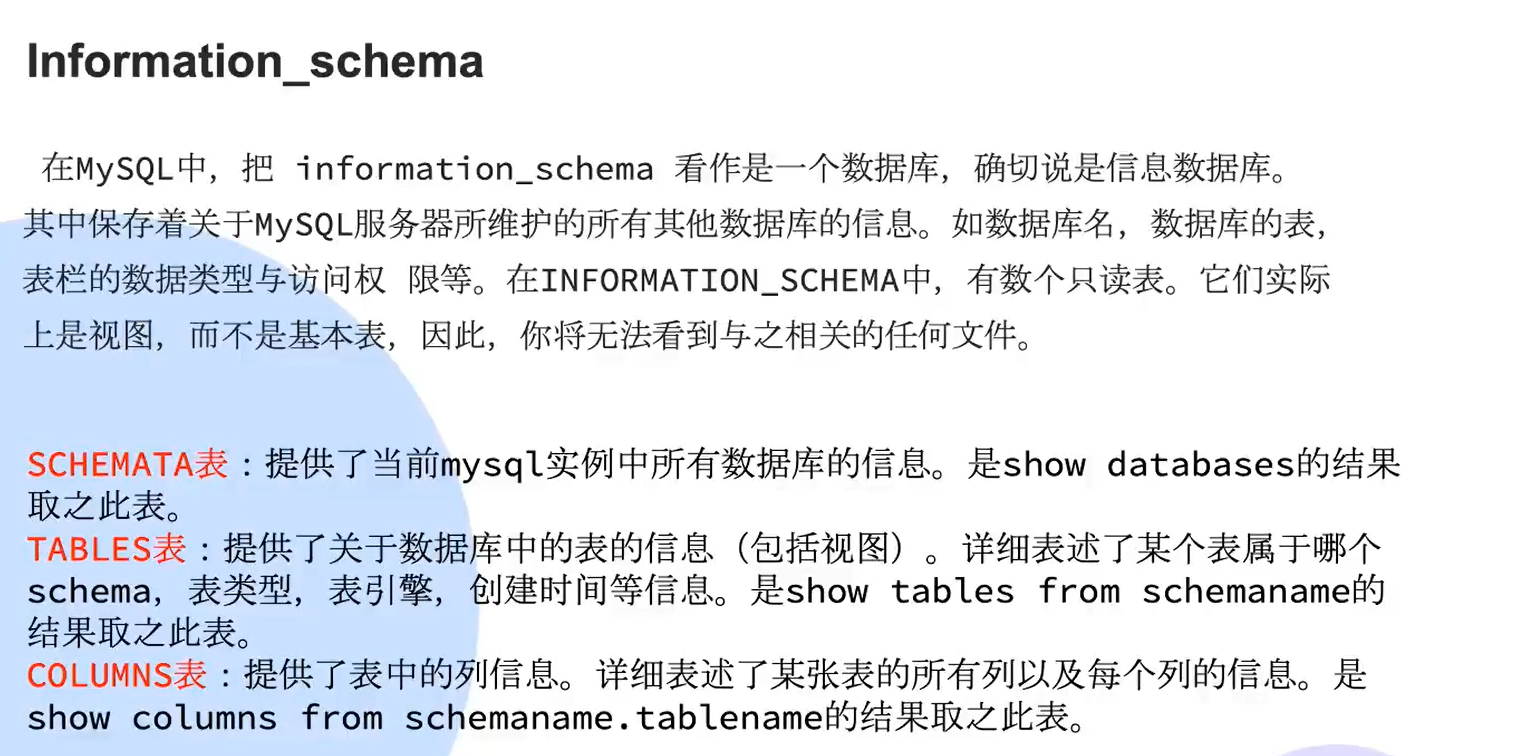 Information_schema
在MySQL中，把 information_schema 看作是一个数据库，确切说是信息数据库。
其中保存着关于MySQL服务器所维护的所有其他数据库的信息。如数据库名，数据库的表，
表栏的数据类型与访问权 限等。在INFORMATION_SCHEMA中，有数个只读表。它们实际
上是视图，而不是基本表，因此，你将无法看到与之相关的任何文件。
SCHEMATA表：提供了当前mysql实例中所有数据库的信息。是show databases的结果
取之此表。
TABLES表：提供了关于数据库中的表的信息（包括视图）。详细表述了某个表属于哪个
schema，表类型，表引擎，创建时间等信息。是show tables from schemaname的
结果取之此表。
COLUMNS表：提供了表中的列信息。详细表述了某张表的所有列以及每个列的信息。是
show columns from schemaname.tablename的结果取之此表。